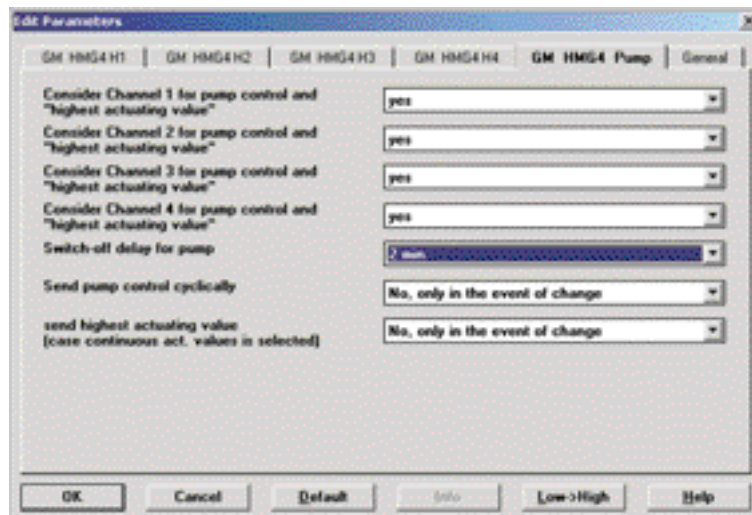 Edit Parameters
GM HMG4 H1
GM HMG4 H2
GM HMG4 H3
GM HMG4 H4
GM HMG4 Pump
General
Consider Channel 1 for pump control and
"highest actuating value"
yes
Consider Channel 2 for pump control and
"highest actuating value"
yes
Consider Channel 3 for pump control and
"highest actuating value"
yes
Consider Channel 4 for pump control and
"highest actuating value"
yes
Switch-off delay for pump
2 min
Send pump control cyclically
No, only in the event of change
send highest actuating value
(case continuous act. values is selected)
No, only in the event of change
OK
Cancel
Default
Info
Low->High
Help